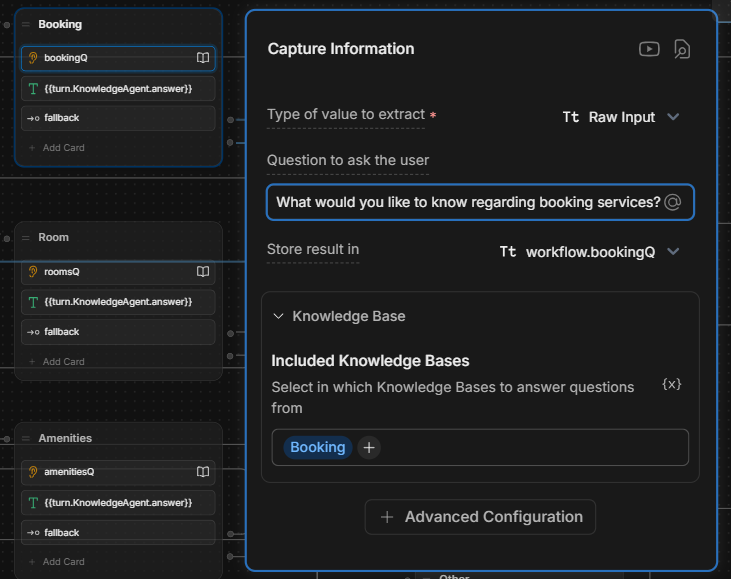 Booking
bookingQ
{{turn.KnowledgeAgent.answer}}
fallback
+ Add Card
Room
roomsQ
{{turn.KnowledgeAgent.answer}}
fallback
+ Add Card
Amenities
amenitiesQ
{{turn.KnowledgeAgent.answer}}
fallback
+ Add Card
Capture Information
Type of value to extract *
Tt Raw Input
Question to ask the user
What would you like to know regarding booking services? @
Store result in
Tt workflow.bookingQ
Knowledge Base
Included Knowledge Bases
Select in which Knowledge Bases to answer questions
from
{x}
Booking +
+ Advanced Configuration
Other